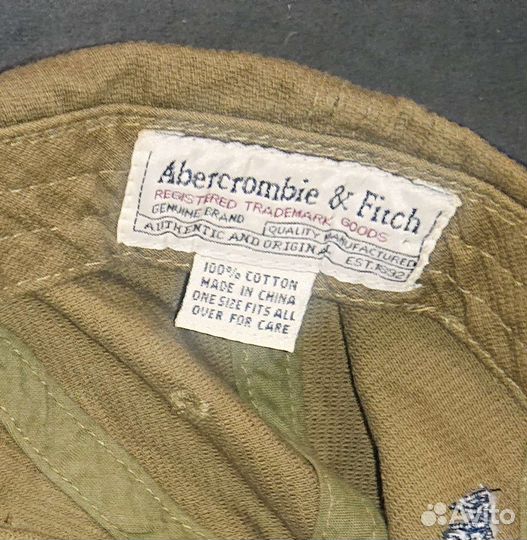 Abercrombie & Fitch
REGISTERED TRADEMARK GOODS
GENUINE BRAND
QUALITY MANUFACTURED
AUTHENTIC AND ORIGINAL
EST. 1892
100% COTTON
MADE IN CHINA
ONE SIZE FITS ALL
OVER FOR CARE
Avito